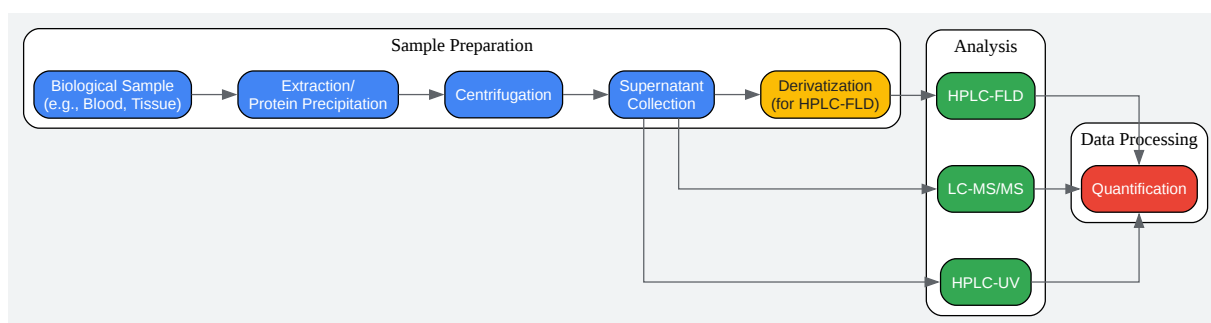 Sample Preparation
Biological Sample
(e.g., Blood, Tissue)
Extraction/
Protein Precipitation
Centrifugation
Supernatant
Collection
Derivatization
(for HPLC-FLD)
Analysis
HPLC-FLD
LC-MS/MS
HPLC-UV
Data Processing
Quantification